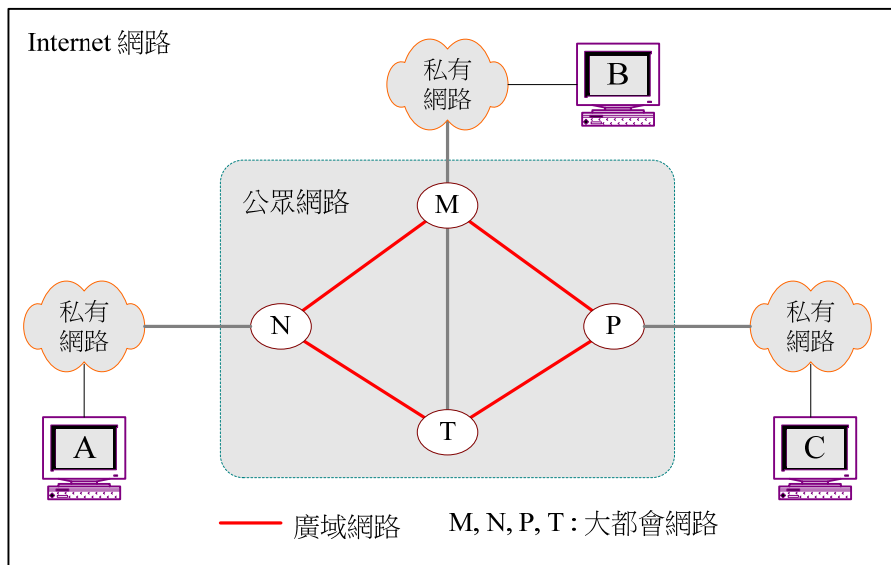 Internet 網路
私有
網路
B
公眾網路
M
私有
網路
N
P
私有
網路
T
A
C
廣域網路
M, N, P, T : 大都會網路